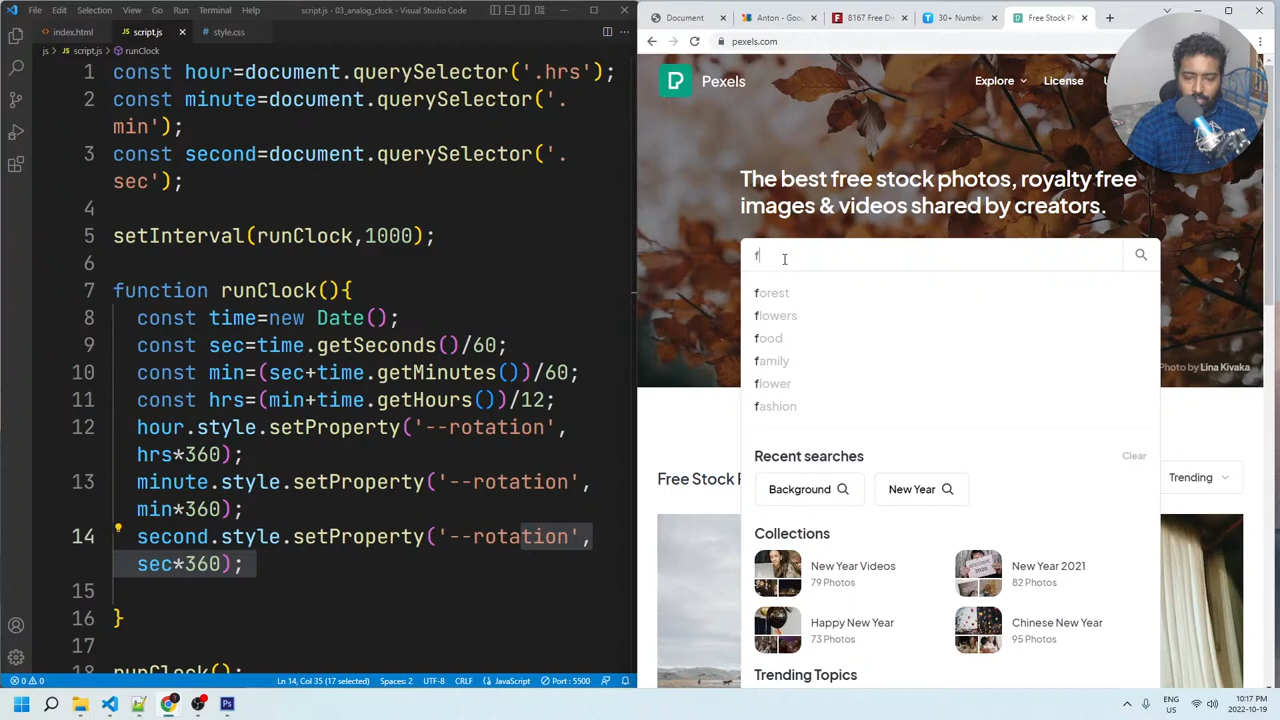 File Edit Selection View Go Run Terminal Help script.js - 03_analog_clock - Visual Studio Code
index.html script.js style.css
js > script.js > runClock
1 const hour=document.querySelector('.hrs');
2 const minute=document.querySelector('.
min');
3 const second=document.querySelector('.
sec');
4
5 setInterval(runClock,1000);
6
7 function runClock(){
8 const time=new Date();
9 const sec=time.getSeconds()/60;
10 const min=(sec+time.getMinutes())/60;
11 const hrs=(min+time.getHours())/12;
12 hour.style.setProperty('--rotation',
hrs*360);
13 minute.style.setProperty('--rotation',
min*360);
14 second.style.setProperty('--rotation',
sec*360);
15
16 }
17
18 runClock();
0 0 Ln 14, Col 35 (17 selected) Spaces: 2 UTF-8 CRLF JavaScript Port : 5500
Document Anton - Goo 8167 Free Do 30+ Number Free Stock Ph
pexels.com
Pexels Explore License
The best free stock photos, royalty free
images & videos shared by creators.
f
forest
flowers
food
family
flower
fashion
Photo by Lina Kivaka
Recent searches Clear
Background New Year
Free Stock Trending
Collections
New Year Videos
79 Photos
New Year 2021
82 Photos
Happy New Year
73 Photos
Chinese New Year
95 Photos
Trending Topics
ENG
US
10:17 PM
2022-10-19